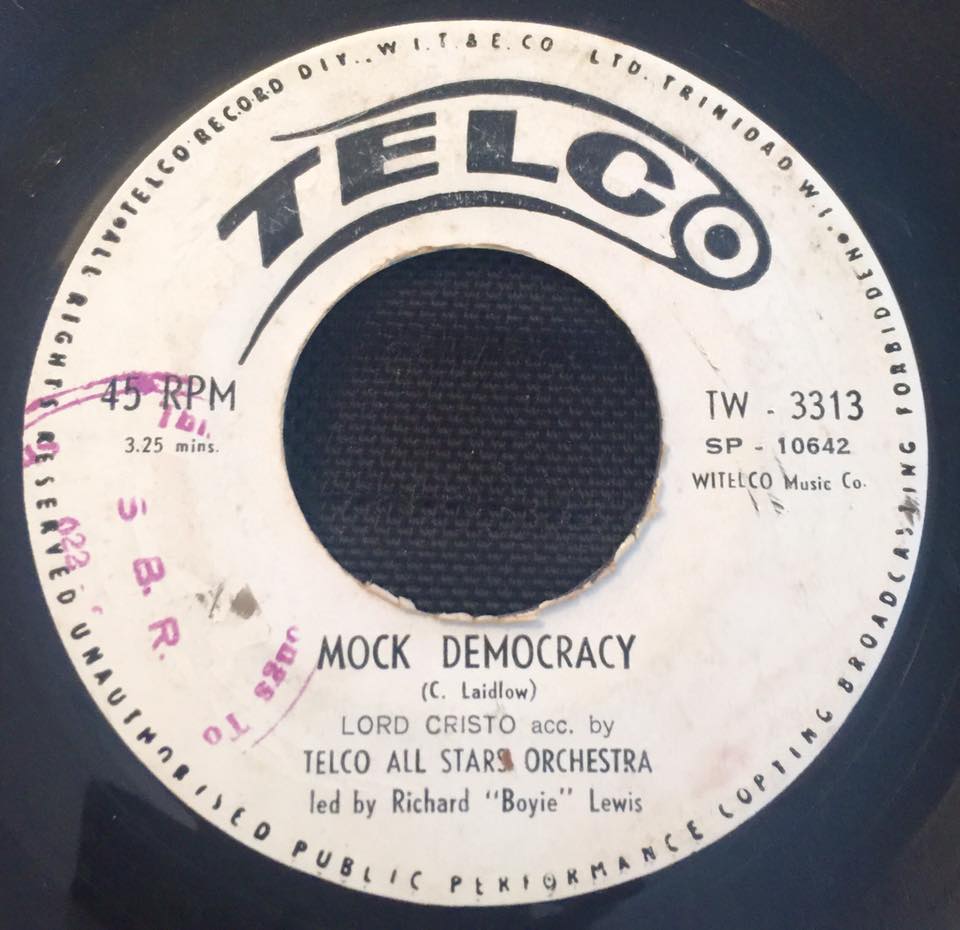 TELCO RECORD DIV., W.I.T.&E.CO LTD. TRINIDAD W.I.
TELCO
45 RPM
3.25 mins.
TW - 3313
SP - 10642
WITELCO Music Co.
S B. R.
To
MOCK DEMOCRACY
(C. Laidlow)
LORD CRISTO acc. by
TELCO ALL STARS ORCHESTRA
led by Richard "Boyie" Lewis
ALL RIGHTS RESERVED UNAUTHORISED PUBLIC PERFORMANCE COPTING BROADCASTING FORBIDDEN